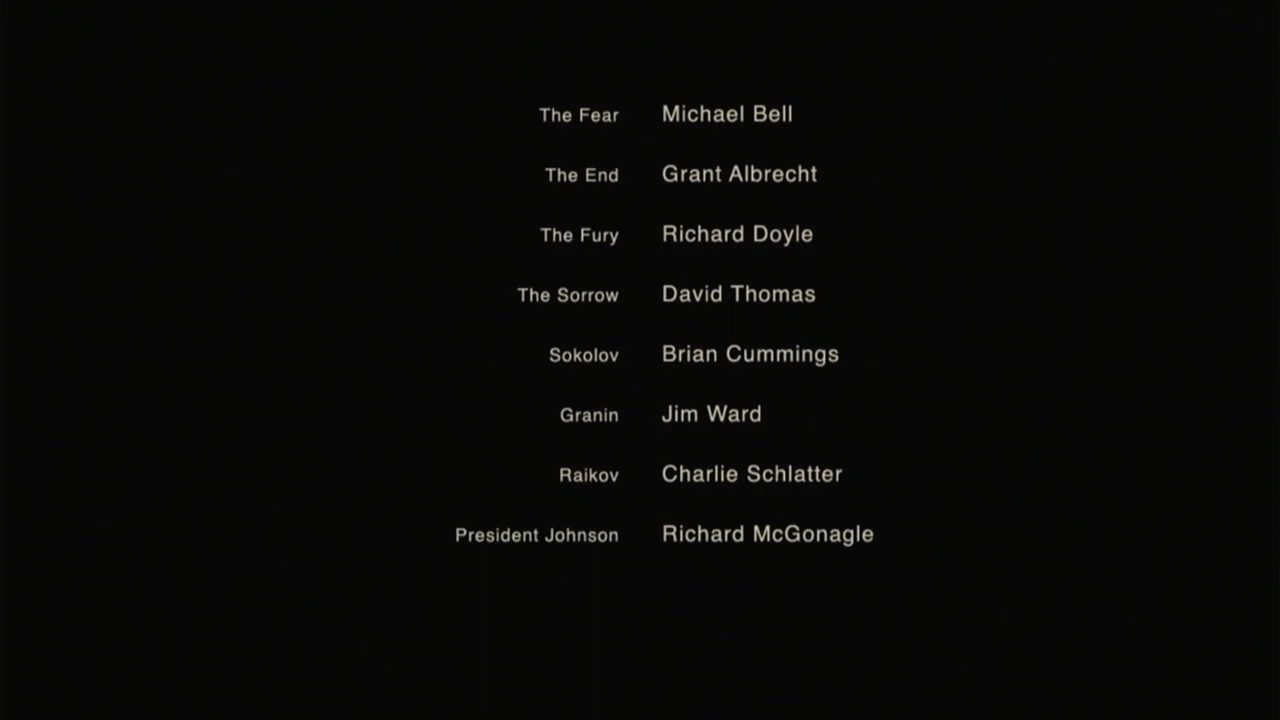 The Fear Michael Bell
The End Grant Albrecht
The Fury Richard Doyle
The Sorrow David Thomas
Sokolov Brian Cummings
Granin Jim Ward
Raikov Charlie Schlatter
President Johnson Richard McGonagle